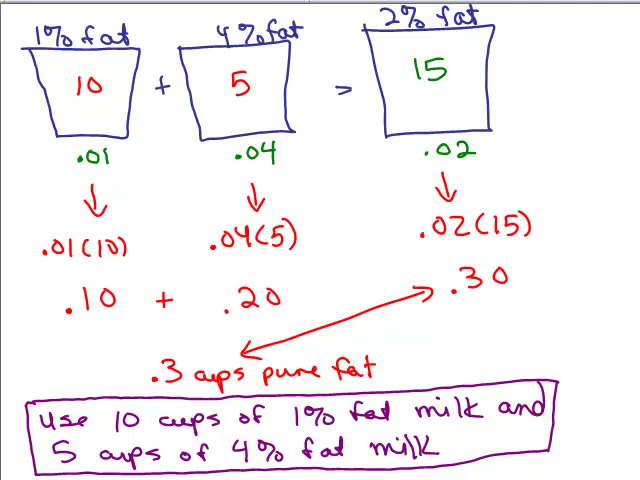 1% fat 4% fat 2% fat
10 + 5 = 15
.01 .04 .02
.01(10) .04(5) .02(15)
.10 + .20 .30
.3 cups pure fat
use 10 cups of 1% fat milk and
5 cups of 4% fat milk